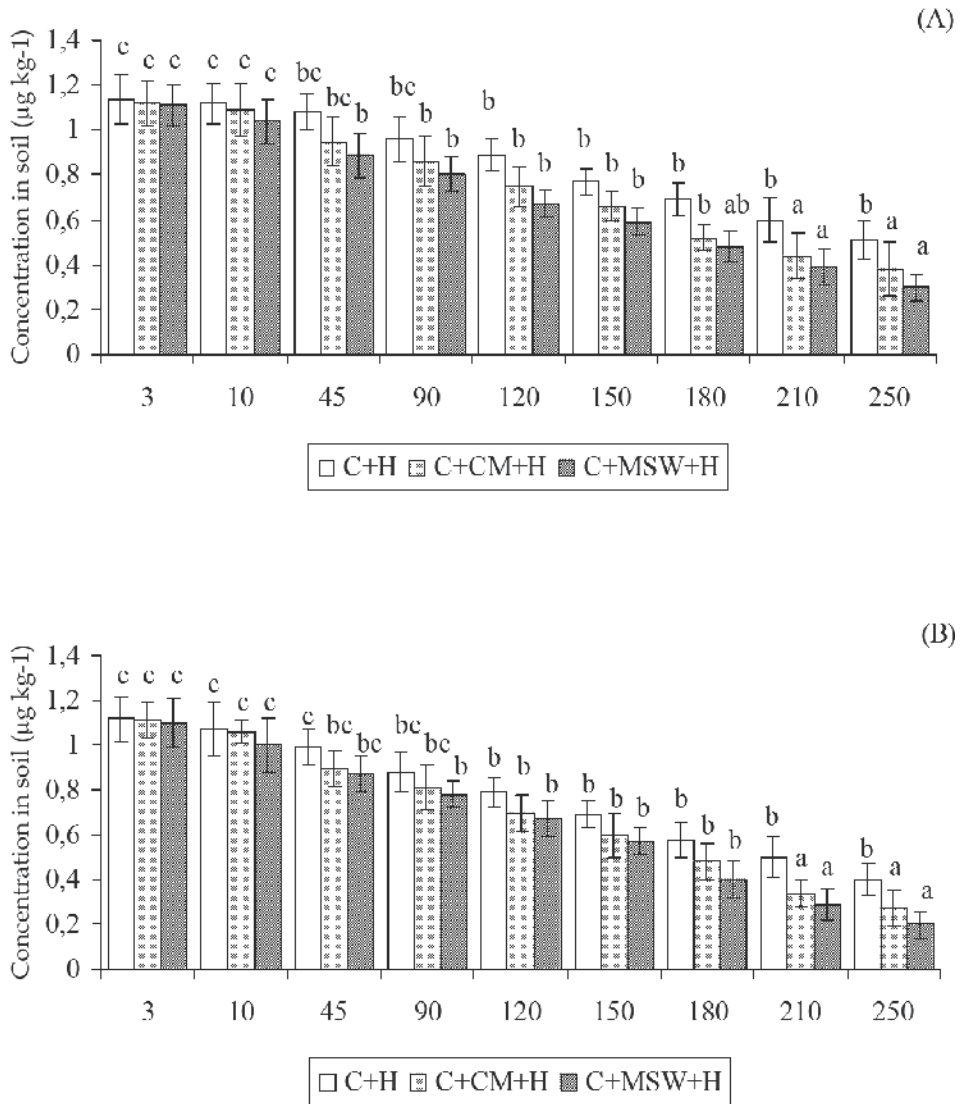 (A)
Concentration in soil (µg kg-1)
1,4
1,2
1
0,8
0,6
0,4
0,2
0
c c c c c c bc bc b bc b b b b b b b b b b ab b a a b a a
3 10 45 90 120 150 180 210 250
C+H C+CM+H C+MSW+H
(B)
Concentration in soil (µg kg-1)
1,4
1,2
1
0,8
0,6
0,4
0,2
0
c c c c c c c bc bc bc bc b b b b b b b b b b b a a b a a
3 10 45 90 120 150 180 210 250
C+H C+CM+H C+MSW+H